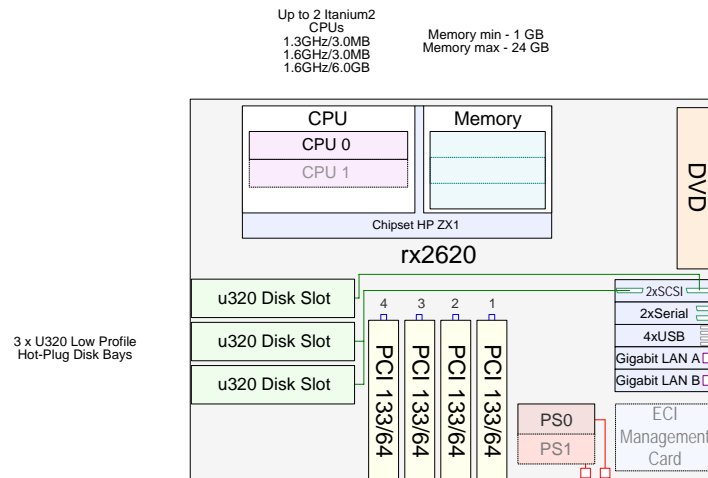 Up to 2 Itanium2
CPUs
1.3GHz/3.0MB
1.6GHz/3.0MB
1.6GHz/6.0GB
Memory min - 1 GB
Memory max - 24 GB
CPU
CPU 0
CPU 1
Memory
DVD
Chipset HP ZX1
rx2620
u320 Disk Slot
u320 Disk Slot
u320 Disk Slot
3 x U320 Low Profile
Hot-Plug Disk Bays
4
3
2
1
PCI 133/64
PCI 133/64
PCI 133/64
PCI 133/64
2xSCSI
2xSerial
4xUSB
Gigabit LAN A
Gigabit LAN B
PS0
PS1
ECI
Management
Card